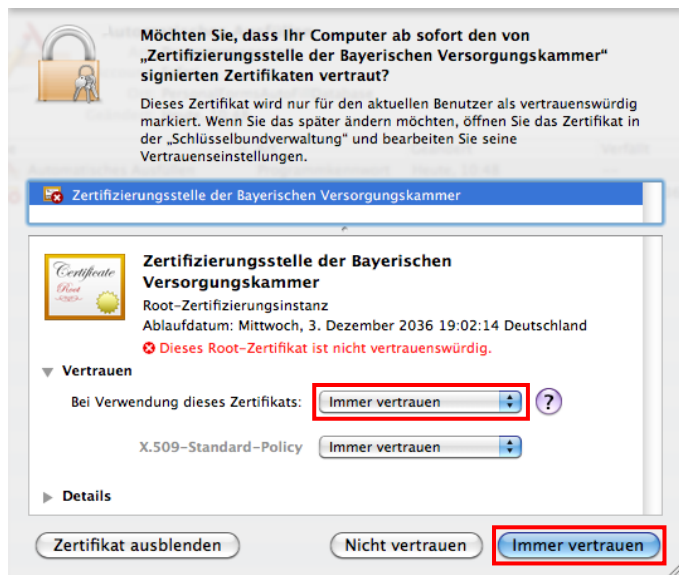 Möchten Sie, dass Ihr Computer ab sofort den von
„Zertifizierungsstelle der Bayerischen Versorgungskammer“
signierten Zertifikaten vertraut?
Dieses Zertifikat wird nur für den aktuellen Benutzer als vertrauenswürdig
markiert. Wenn Sie das später ändern möchten, öffnen Sie das Zertifikat in
der „Schlüsselbundverwaltung“ und bearbeiten Sie seine
Vertrauenseinstellungen.
Zertifizierungsstelle der Bayerischen Versorgungskammer
Certificate
Root
Zertifizierungsstelle der Bayerischen
Versorgungskammer
Root-Zertifizierungsinstanz
Ablaufdatum: Mittwoch, 3. Dezember 2036 19:02:14 Deutschland
Dieses Root-Zertifikat ist nicht vertrauenswürdig.
Vertrauen
Bei Verwendung dieses Zertifikats: Immer vertrauen ?
X.509-Standard-Policy Immer vertrauen
Details
Zertifikat ausblenden Nicht vertrauen Immer vertrauen